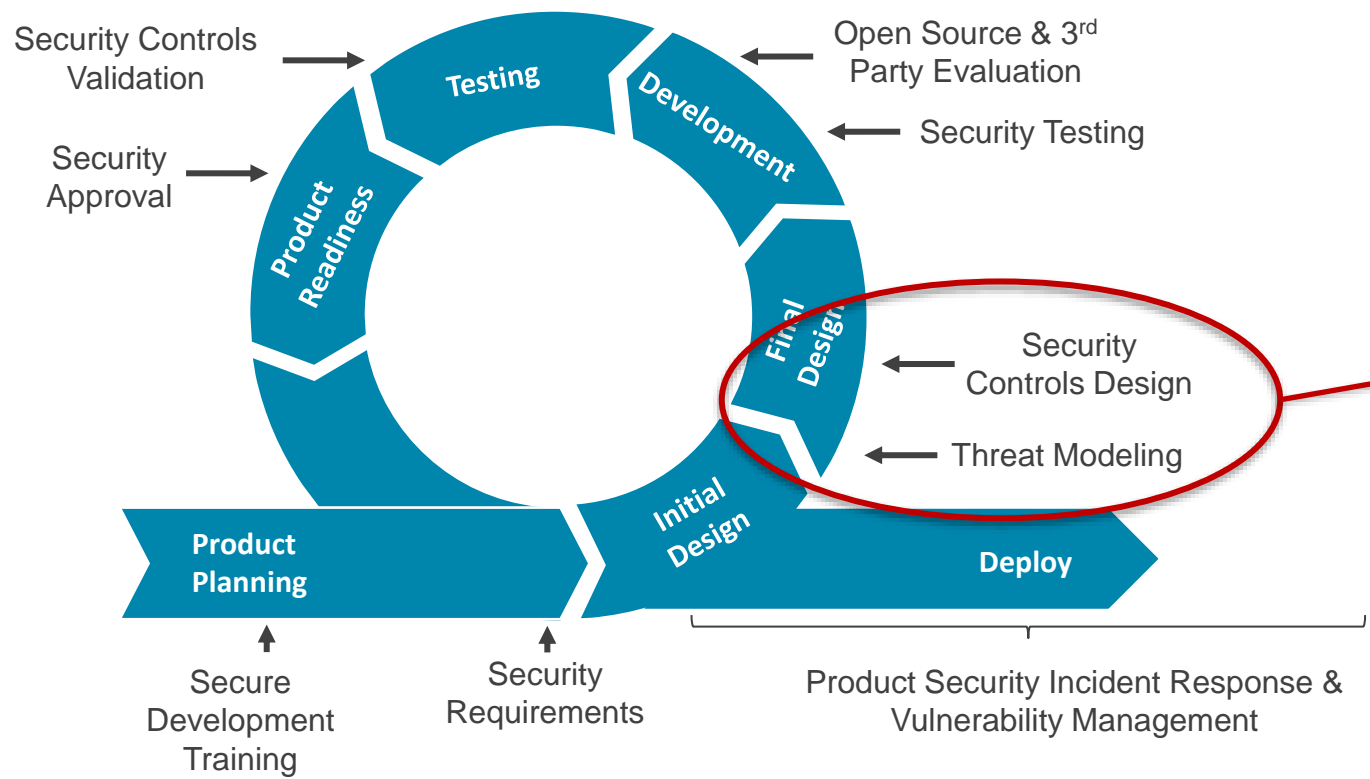 Security Controls
Validation
Testing
Open Source & 3rd
Party Evaluation
Development
Security Testing
Security
Approval
Product
Readiness
Final
Design
Security
Controls Design
Threat Modeling
Initial
Design
Product
Planning
Deploy
Secure
Development
Training
Security
Requirements
Product Security Incident Response &
Vulnerability Management